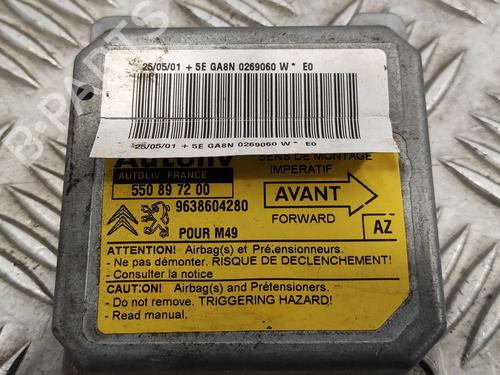 25/05/01 + 5E GA8N 0269060 W* E0
25/05/01 + 5E GA8N 0269060 W* E0
Autoliv
AUTOLIV FRANCE
550 89 72 00
9638604280
POUR M49
SENS DE MONTAGE
IMPERATIF
AVANT
FORWARD
AZ
ATTENTION! Airbag(s) et Prétensionneurs.
- Ne pas démonter. RISQUE DE DECLENCHEMENT!
- Consulter la notice
CAUTION! Airbag(s) and Prétensioners.
- Do not remove. TRIGGERING HAZARD!
- Read manual.
B-PARTS